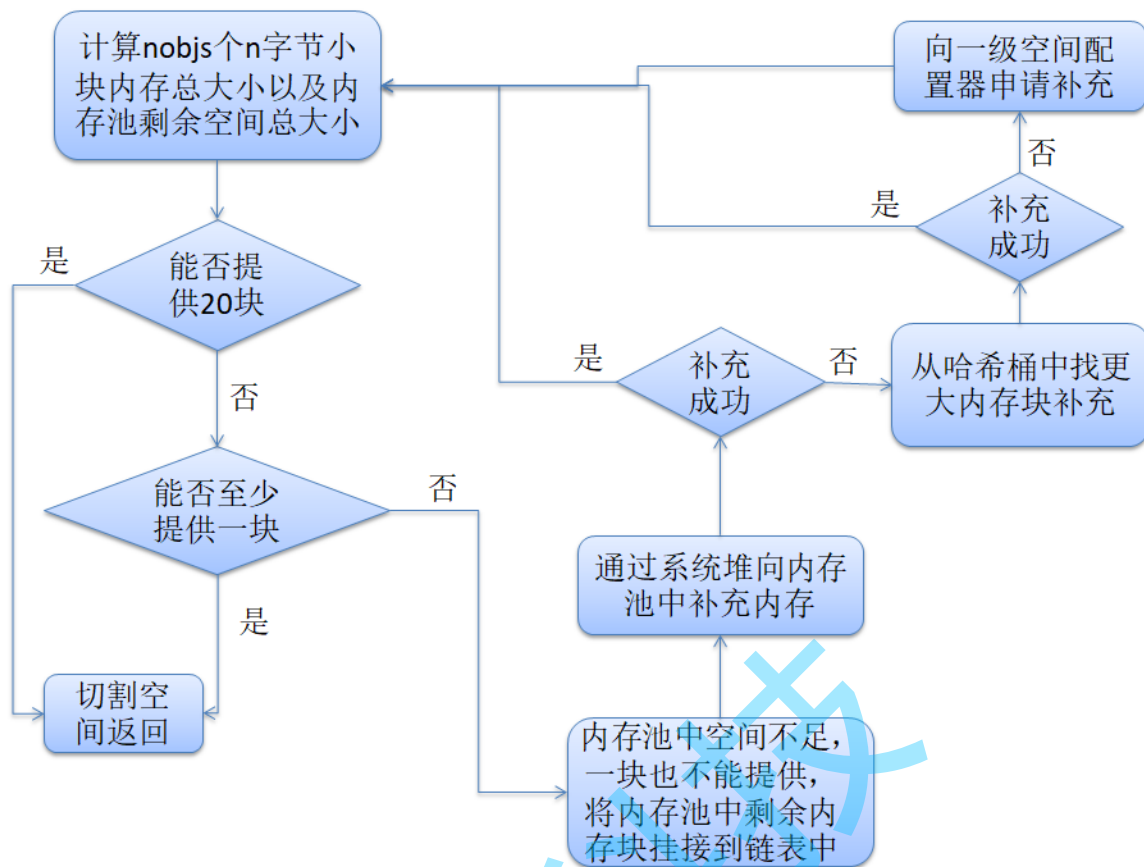 计算nobjs个n字节小
块内存总大小以及内
存池剩余空间总大小
向一级空间配
置器申请补充
否
是
补充
成功
是
能否提
供20块
从哈希桶中找更
大内存块补充
是
补充
成功
否
否
能否至少
提供一块
否
通过系统堆向内存
池中补充内存
是
切割空
间返回
内存池中空间不足，
一块也不能提供，
将内存池中剩余内
存块挂接到链表中